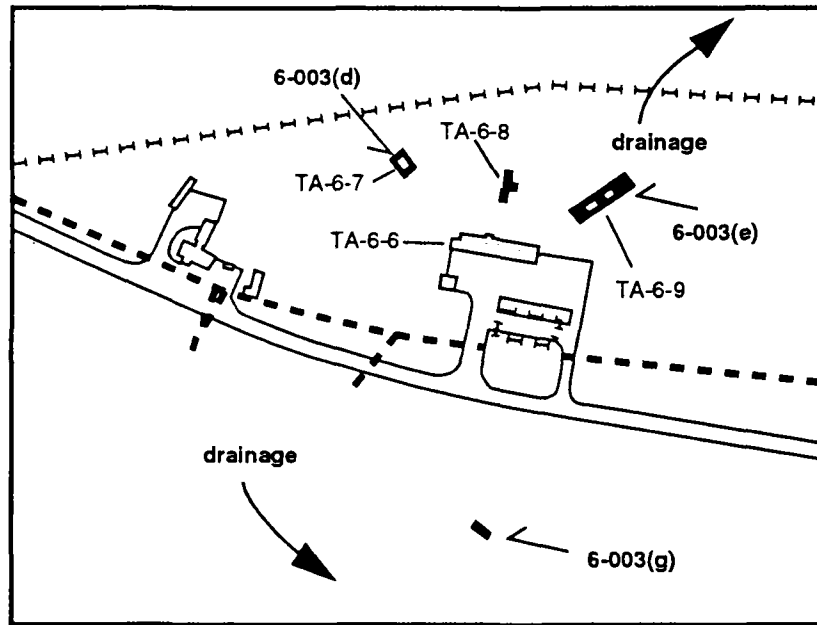 6-003(d)
TA-6-8
drainage
TA-6-7
TA-6-6
6-003(e)
TA-6-9
drainage
6-003(g)